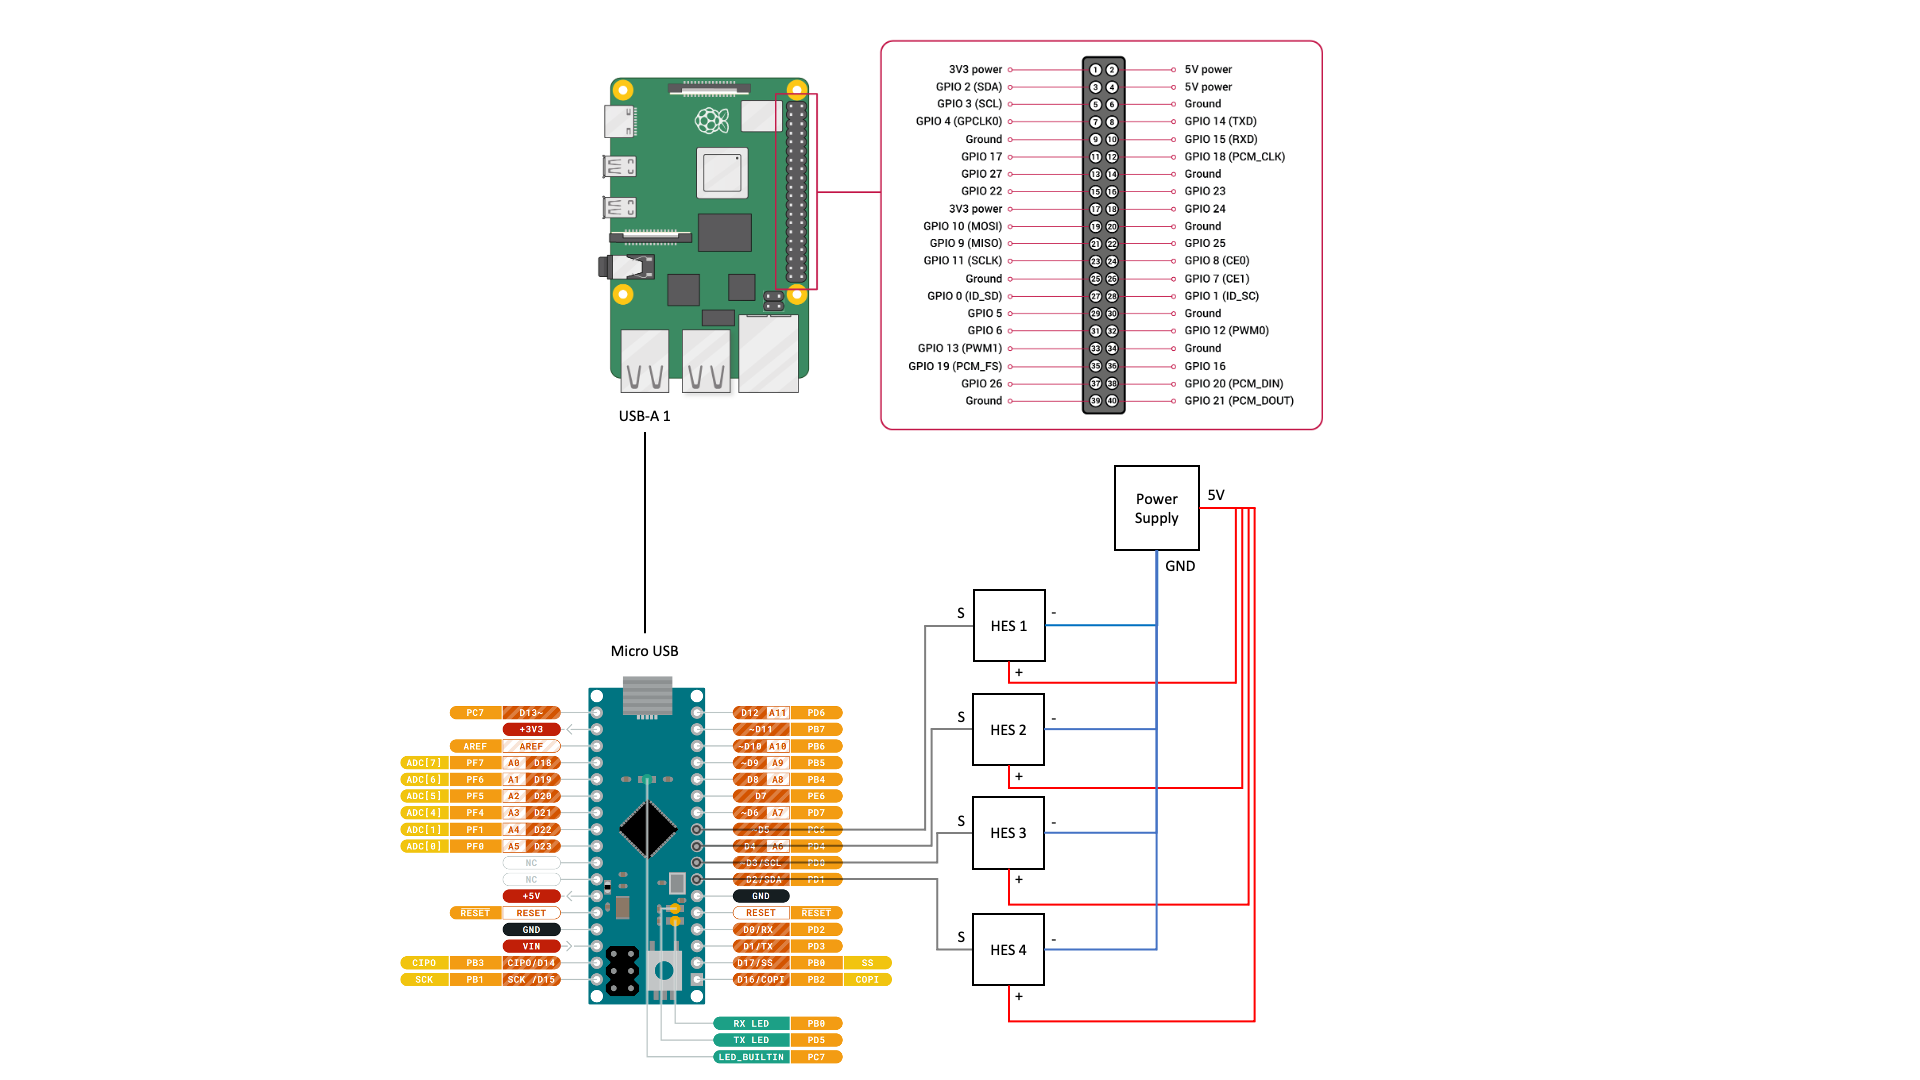 3V3 power 1 2 5V power
GPIO 2 (SDA) 3 4 5V power
GPIO 3 (SCL) 5 6 Ground
GPIO 4 (GPCLK0) 7 8 GPIO 14 (TXD)
Ground 9 10 GPIO 15 (RXD)
GPIO 17 11 12 GPIO 18 (PCM_CLK)
GPIO 27 13 14 Ground
GPIO 22 15 16 GPIO 23
3V3 power 17 18 GPIO 24
GPIO 10 (MOSI) 19 20 Ground
GPIO 9 (MISO) 21 22 GPIO 25
GPIO 11 (SCLK) 23 24 GPIO 8 (CE0)
Ground 25 26 GPIO 7 (CE1)
GPIO 0 (ID_SD) 27 28 GPIO 1 (ID_SC)
GPIO 5 29 30 Ground
GPIO 6 31 32 GPIO 12 (PWM0)
GPIO 13 (PWM1) 33 34 Ground
GPIO 19 (PCM_FS) 35 36 GPIO 16
GPIO 26 37 38 GPIO 20 (PCM_DIN)
Ground 39 40 GPIO 21 (PCM_DOUT)
USB-A 1
Power
Supply
5V
GND
S HES 1 -
+
S HES 2 -
+
S HES 3 -
+
S HES 4 -
+
Micro USB
PC7 D13~ D12 A11 PD6
+3V3 ~D11 PB7
AREF AREF ~D10 A10 PB6
ADC[7] PF7 A0 D18 ~D9 A9 PB5
ADC[6] PF6 A1 D19 D8 A8 PB4
ADC[5] PF5 A2 D20 D7 PE6
ADC[4] PF4 A3 D21 ~D6 A7 PD7
ADC[1] PF1 A4 D22 ~D5 PC6
ADC[0] PF0 A5 D23 D4 A6 PD4
NC ~D3/SCL PD0
NC D2/SDA PD1
+5V GND
RESET RESET RESET RESET
GND D0/RX PD2
VIN D1/TX PD3
CIPO PB3 CIPO/D14 D17/SS PB0 SS
SCK PB1 SCK /D15 D16/COPI PB2 COPI
RX LED PB0
TX LED PD5
LED_BUILTIN PC7